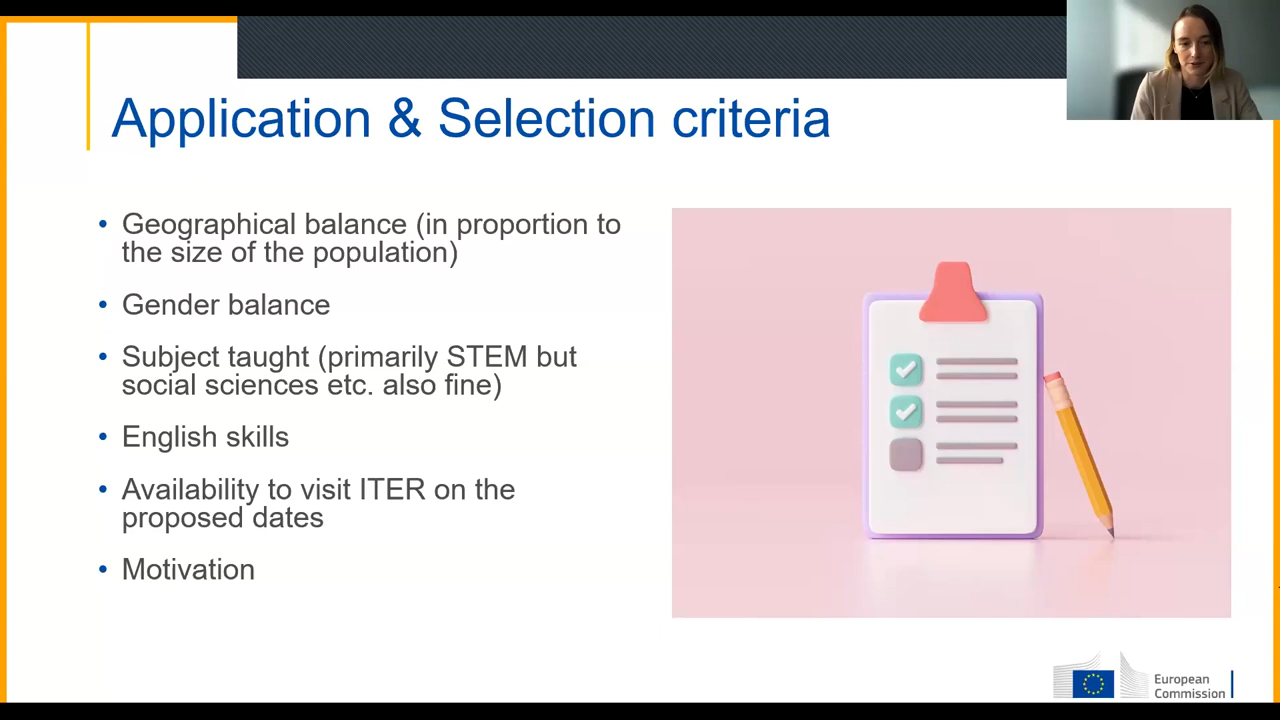 Application & Selection criteria
• Geographical balance (in proportion to
the size of the population)
• Gender balance
• Subject taught (primarily STEM but
social sciences etc. also fine)
• English skills
• Availability to visit ITER on the
proposed dates
• Motivation
European
Commission